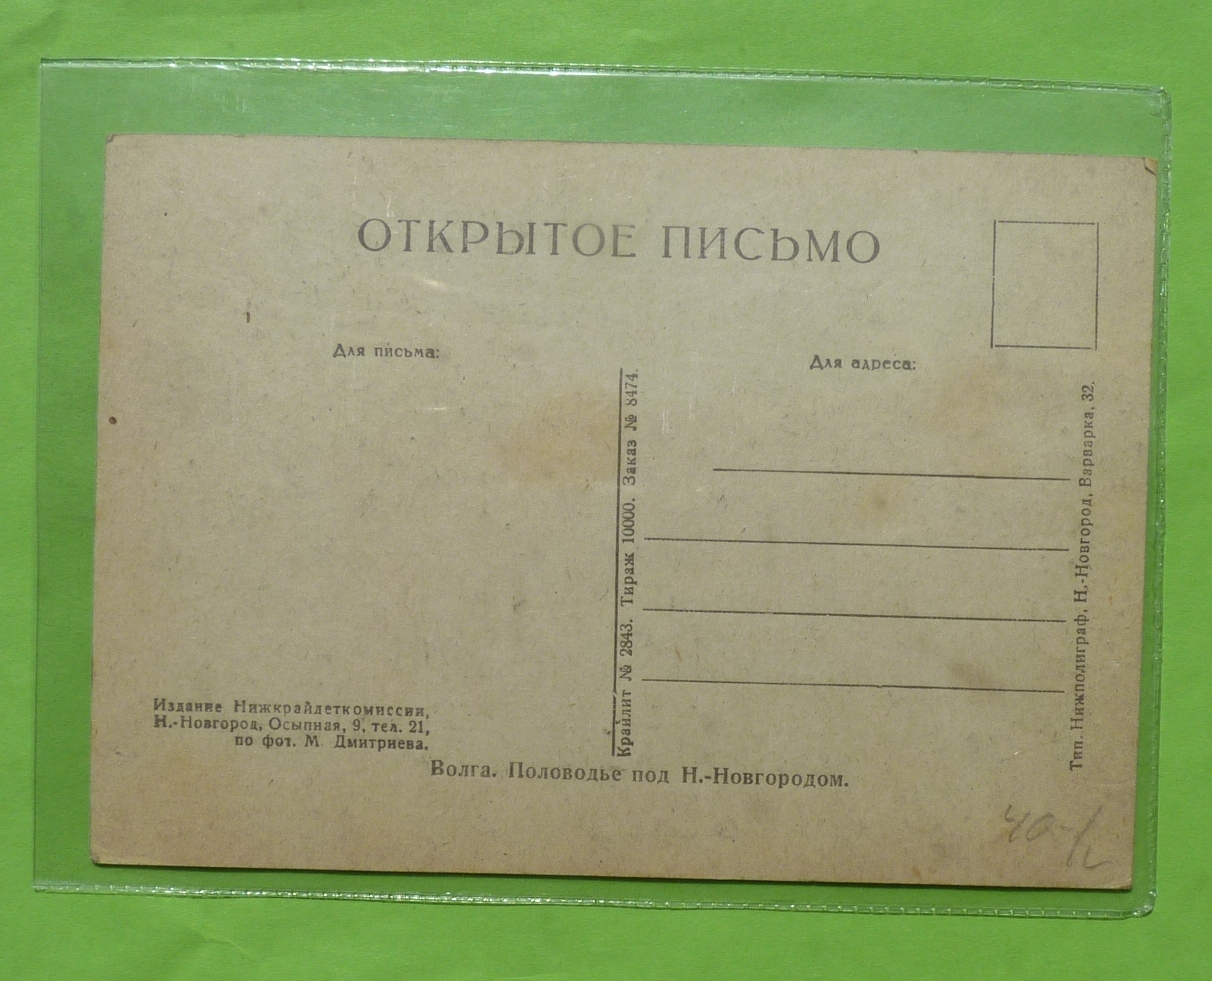 ОТКРЫТОЕ ПИСЬМО
Для письма:
Для адреса:
Издание Нижкрайдеткомиссии,
Н.-Новгород, Осыпная, 9, тел. 21,
по фот. М. Дмитриева.
Крайлит № 2843. Тираж 10000. Заказ № 8474.
Тип. Нижполиграф, Н.-Новгород, Варварка, 32.
Волга. Половодье под Н.-Новгородом.